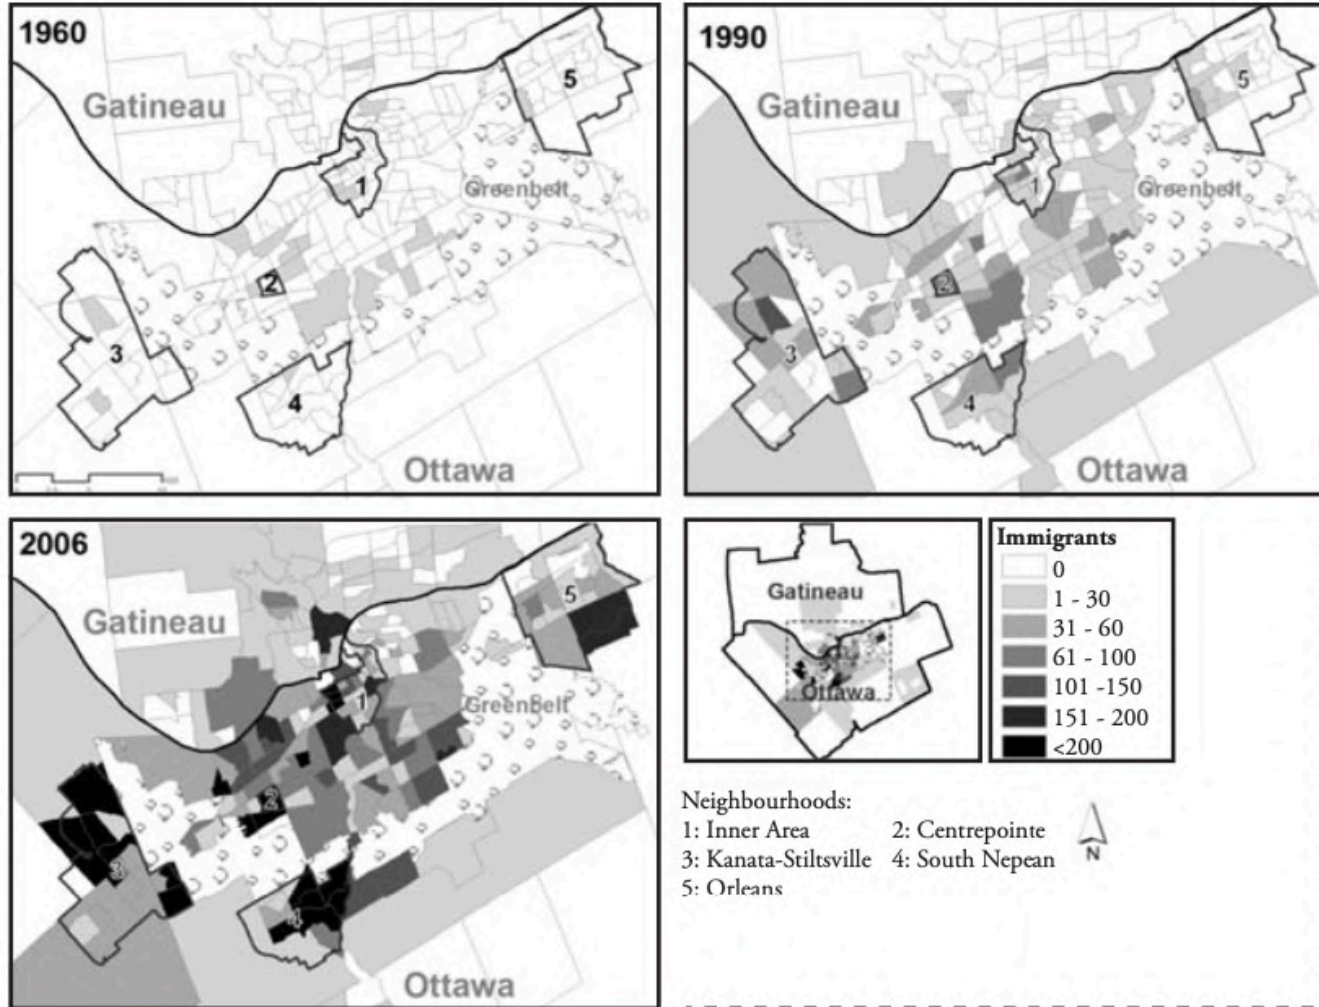 1960
Gatineau
5
1
Greenbelt
2
3
4
Ottawa
1990
Gatineau
5
1
Greenbelt
2
3
4
Ottawa
2006
Gatineau
5
1
Greenbelt
2
3
4
Ottawa
Gatineau
Ottawa
Immigrants
0
1 - 30
31 - 60
61 - 100
101 -150
151 - 200
<200
Neighbourhoods:
1: Inner Area 2: Centrepointe
3: Kanata-Stiltsville 4: South Nepean
5: Orleans
N